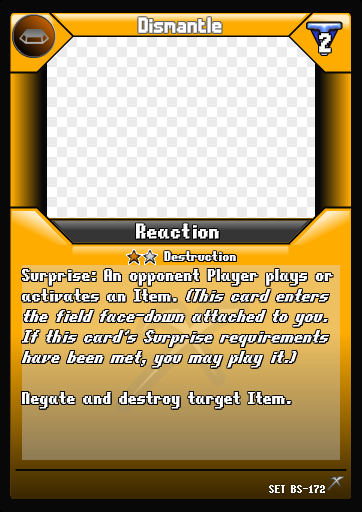 Dismantle
2
Reaction
Destruction
Surprise: An opponent Player plays or
activates an Item. (This card enters
the field face-down attached to you.
If this card's Surprise requirements
have been met, you may play it.)
Negate and destroy target Item.
SET BS-172